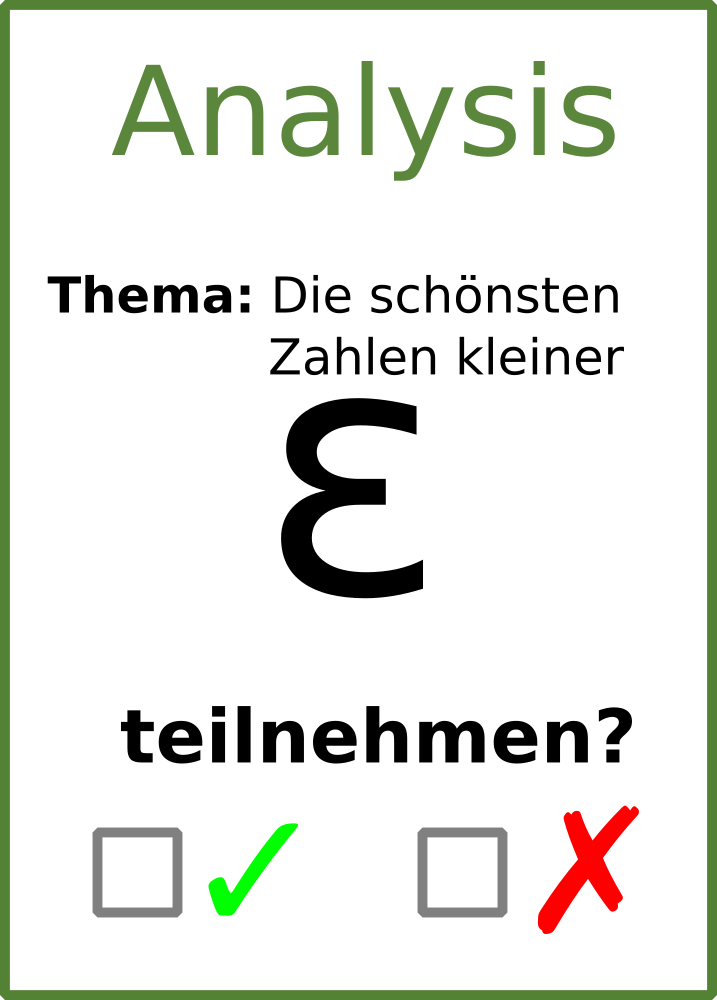 Analysis
Thema: Die schönsten
Zahlen kleiner
ε
teilnehmen?
☐✓ ☐✗